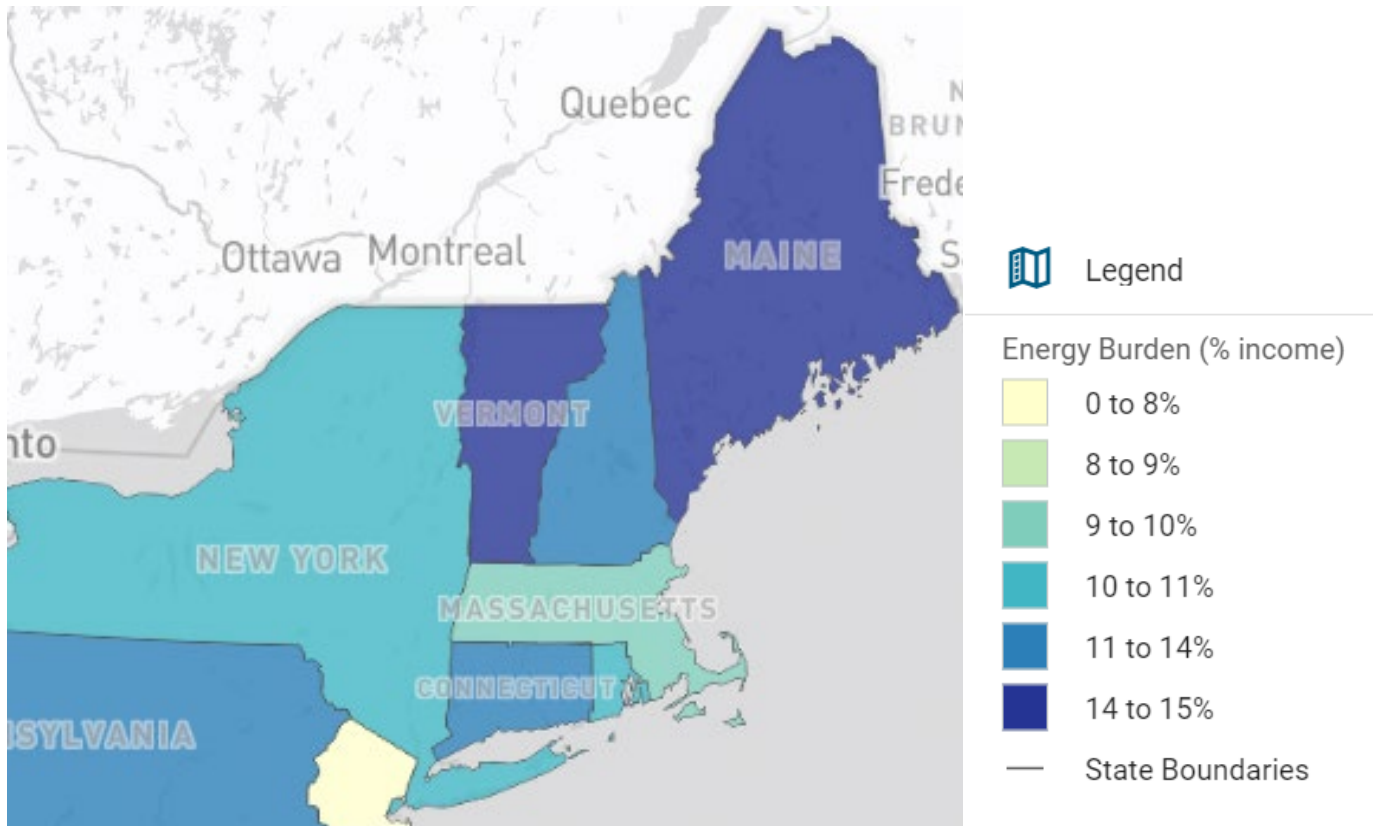 Quebec
N
BRUN
Frede
Ottawa
Montreal
MAINE
S
Legend
Energy Burden (% income)
0 to 8%
8 to 9%
9 to 10%
10 to 11%
11 to 14%
14 to 15%
State Boundaries
VERMONT
nto
NEW YORK
MASSACHUSETTS
CONNECTICUT
SYLVANIA